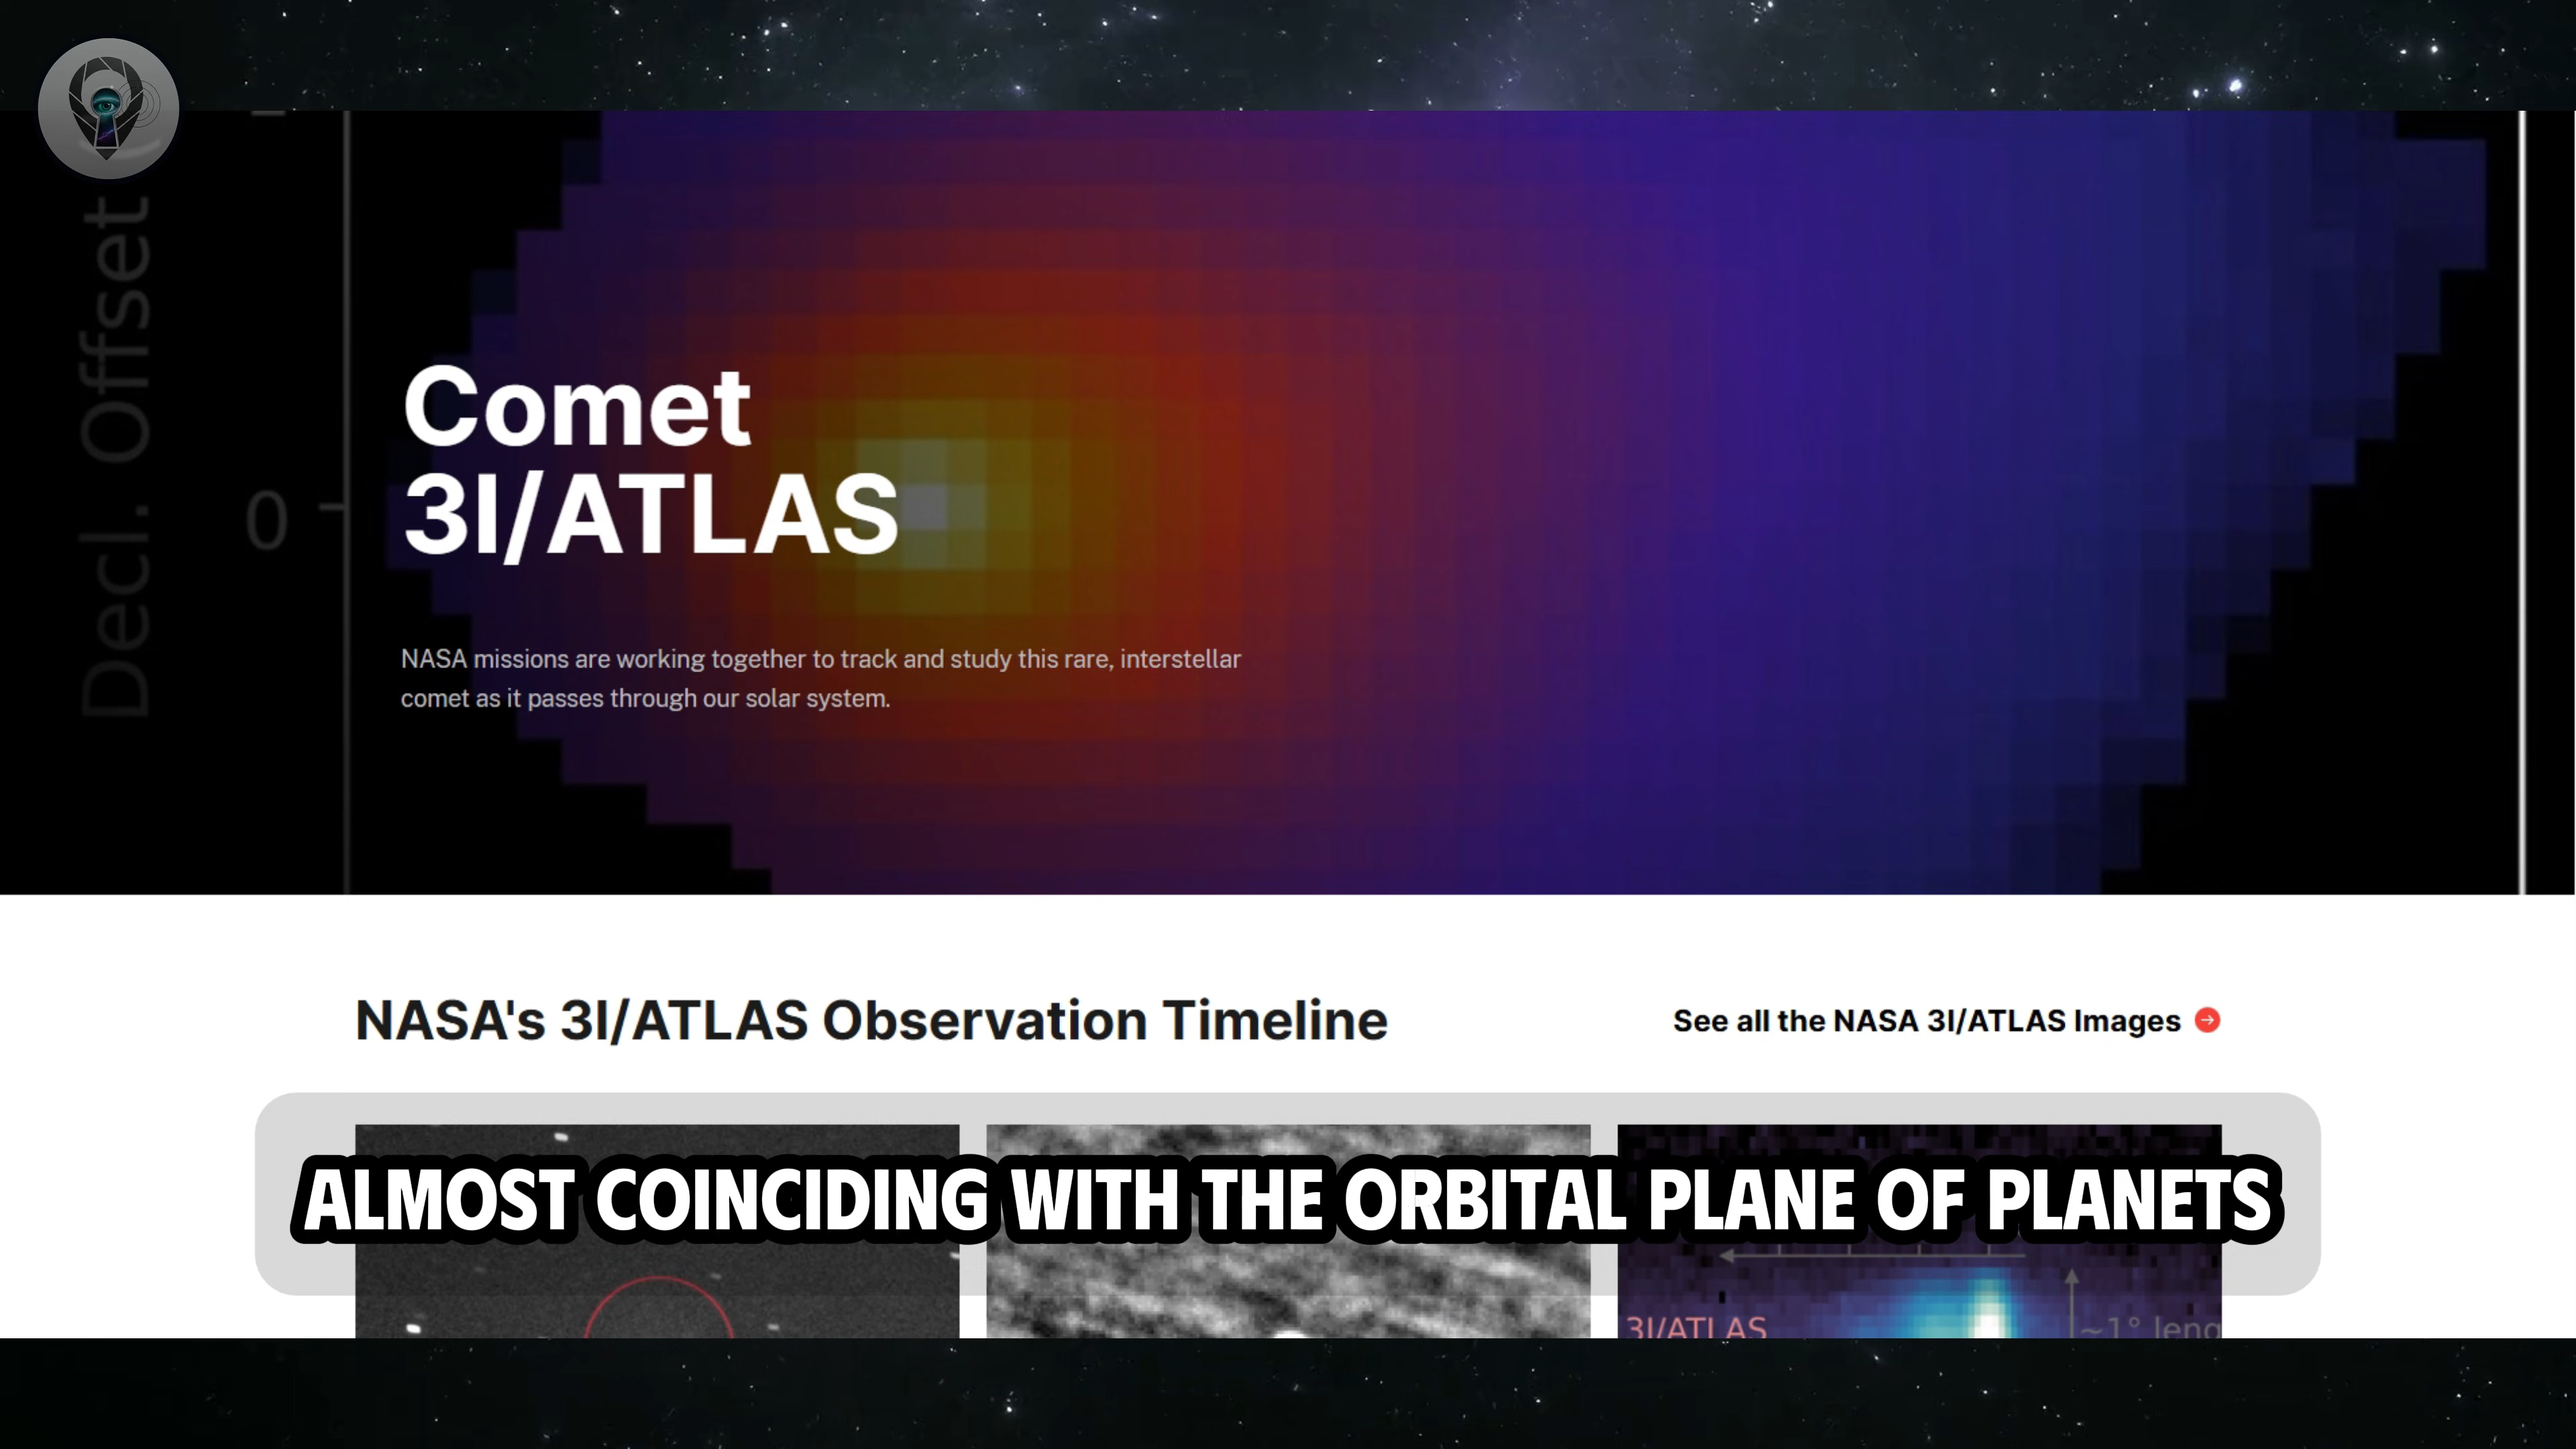 Decl. Offset
0
Comet
3I/ATLAS
NASA missions are working together to track and study this rare, interstellar
comet as it passes through our solar system.
NASA's 3I/ATLAS Observation Timeline
See all the NASA 3I/ATLAS Images
ALMOST COINCIDING WITH THE ORBITAL PLANE OF PLANETS
3I/ATLAS
~1° leng